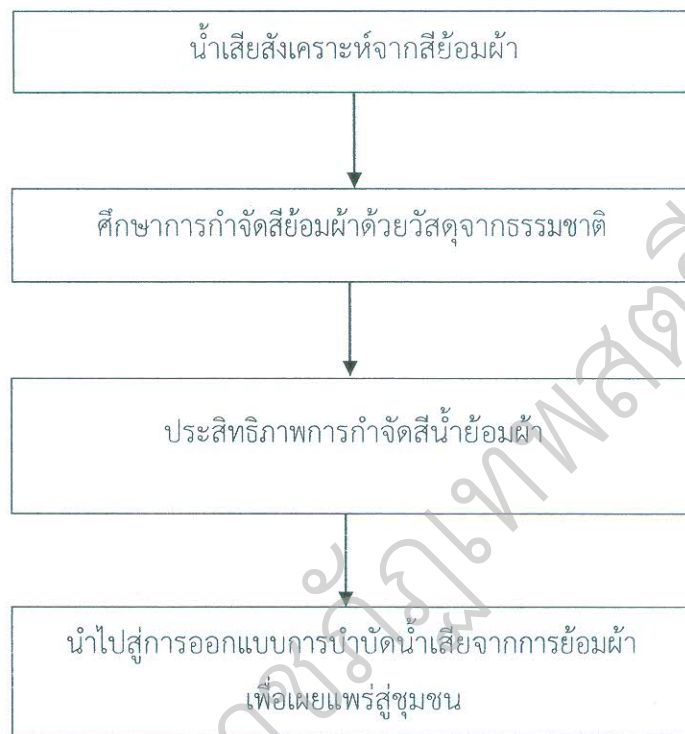 น้ำเสียสังเคราะห์จากสีย้อมผ้า
ศึกษาการกำจัดสีย้อมผ้าด้วยวัสดุจากธรรมชาติ
ประสิทธิภาพการกำจัดสีน้ำย้อมผ้า
นำไปสู่การออกแบบการบำบัดน้ำเสียจากการย้อมผ้า
เพื่อเผยแพร่สู่ชุมชน